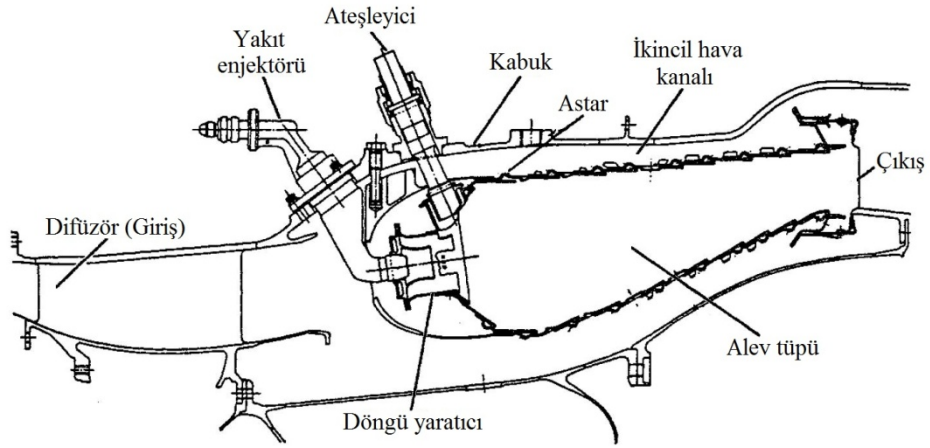 Ateşleyici
Yakıt
enjektörü
Kabuk
İkincil hava
kanalı
Astar
Çıkış
Difüzör (Giriş)
Alev tüpü
Döngü yaratıcı